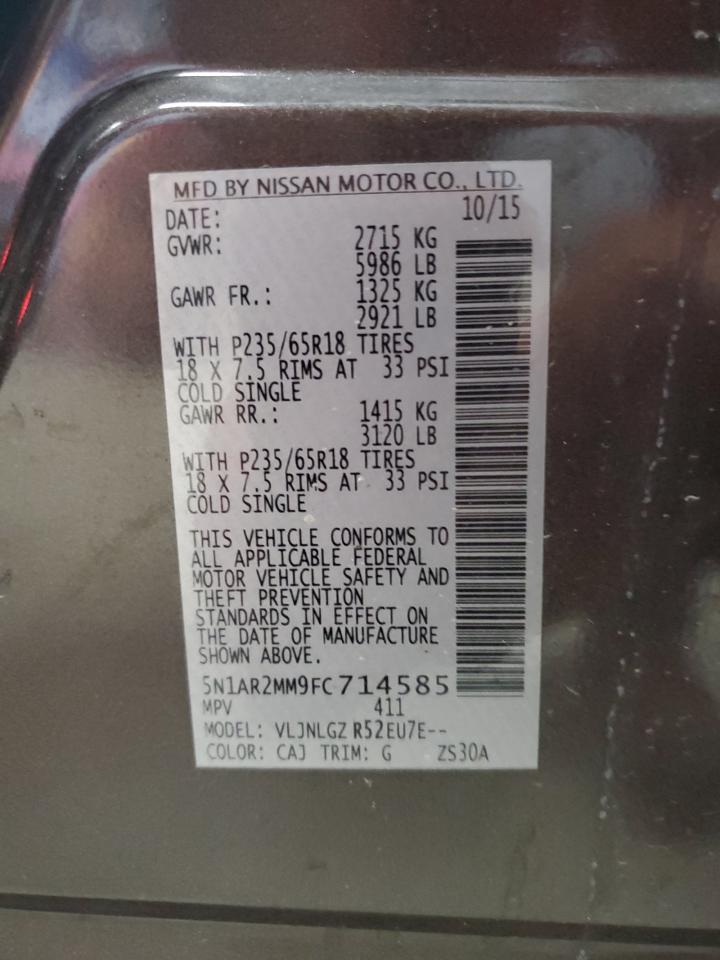 MFD BY NISSAN MOTOR CO., LTD.
DATE: 10/15
GVWR: 2715 KG
5986 LB
GAWR FR.: 1325 KG
2921 LB
WITH P235/65R18 TIRES
18 X 7.5 RIMS AT 33 PSI
COLD SINGLE
GAWR RR.: 1415 KG
3120 LB
WITH P235/65R18 TIRES
18 X 7.5 RIMS AT 33 PSI
COLD SINGLE
THIS VEHICLE CONFORMS TO
ALL APPLICABLE FEDERAL
MOTOR VEHICLE SAFETY AND
THEFT PREVENTION
STANDARDS IN EFFECT ON
THE DATE OF MANUFACTURE
SHOWN ABOVE.
5N1AR2MM9FC714585
MPV 411
MODEL: VLJNLGZ R52EU7E--
COLOR: CAJ TRIM: G ZS30A